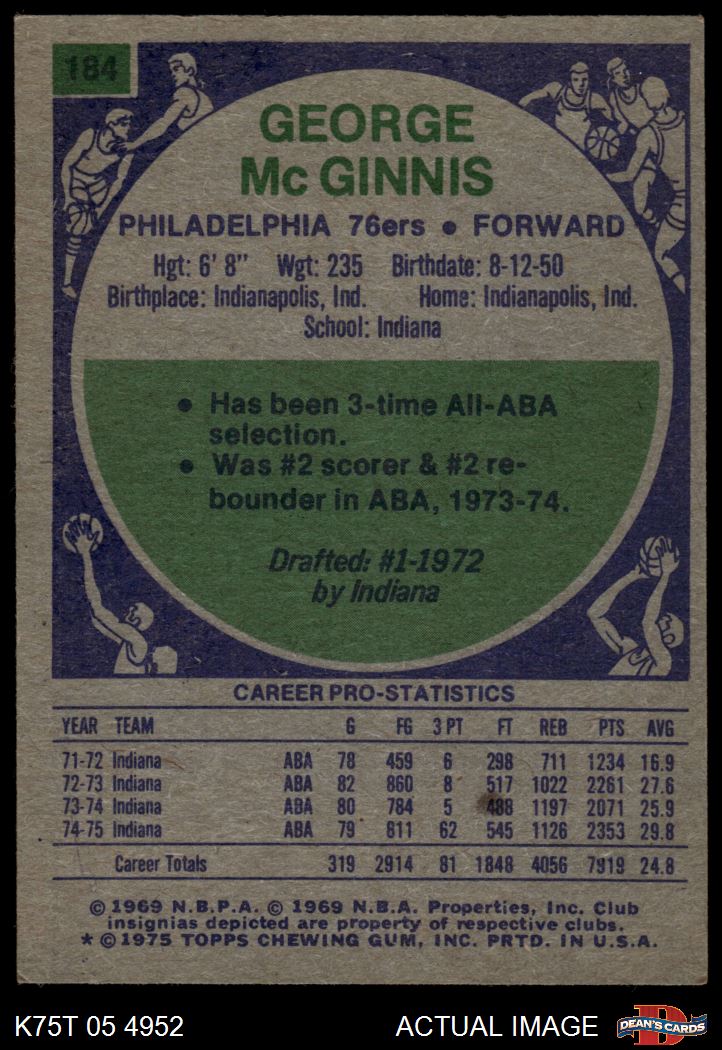 184
GEORGE
Mc GINNIS
PHILADELPHIA 76ers • FORWARD
Hgt: 6' 8" Wgt: 235 Birthdate: 8-12-50
Birthplace: Indianapolis, Ind. Home: Indianapolis, Ind.
School: Indiana
• Has been 3-time All-ABA
selection.
• Was #2 scorer & #2 re-
bounder in ABA, 1973-74.
Drafted: #1-1972
by Indiana
CAREER PRO-STATISTICS
YEAR TEAM G FG 3 PT FT REB PTS AVG
71-72 Indiana ABA 78 459 6 298 711 1234 16.9
72-73 Indiana ABA 82 860 8 517 1022 2261 27.6
73-74 Indiana ABA 80 784 5 488 1197 2071 25.9
74-75 Indiana ABA 79 811 62 545 1126 2353 29.8
Career Totals 319 2914 81 1848 4056 7919 24.8
© 1969 N.B.P.A. © 1969 N.B.A. Properties, Inc. Club
insignias depicted are property of respective clubs.
* © 1975 TOPPS CHEWING GUM, INC. PRTD. IN U.S.A.
K75T 05 4952 ACTUAL IMAGE
D
DEAN'S CARDS